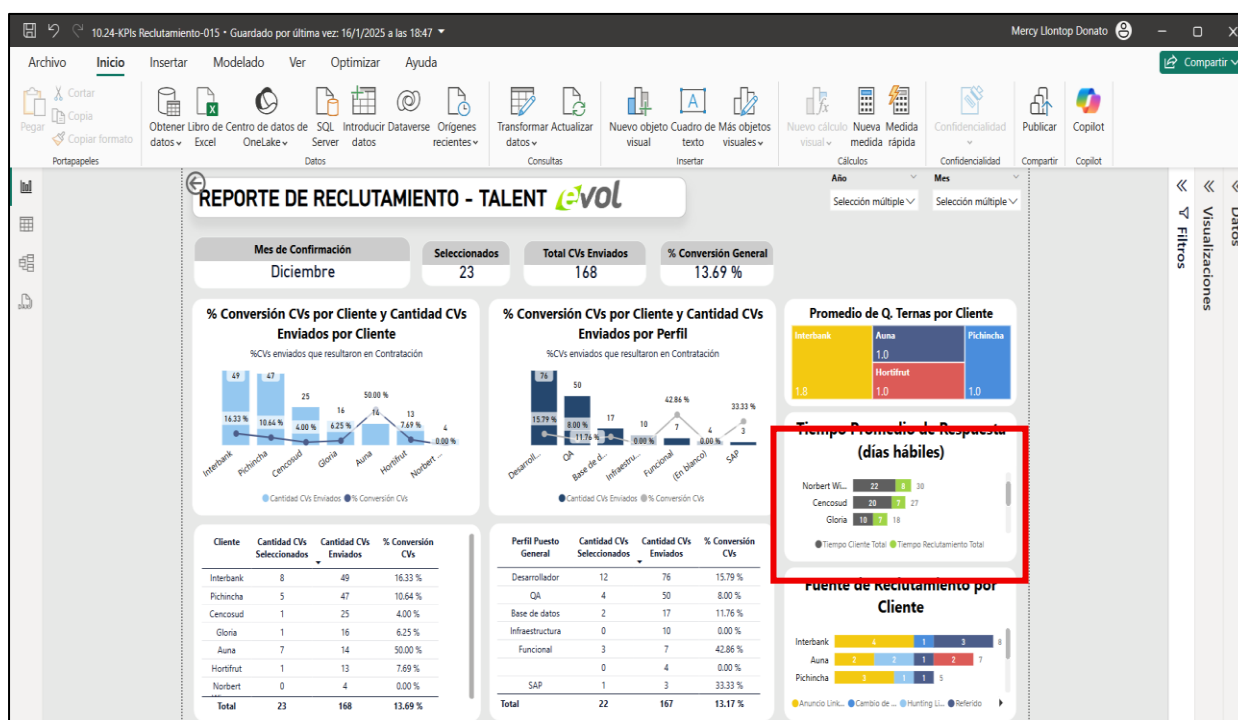 10.24-KPIs Reclutamiento-015 • Guardado por última vez: 16/1/2025 a las 18:47
Mercy Llontop Donato
Archivo Inicio Insertar Modelado Ver Optimizar Ayuda
Compartir
Pegar
Cortar
Copia
Copiar formato
Portapapeles
Obtener datos
Libro de Excel
Centro de datos de OneLake
SQL Server
Introducir datos
Dataverse
Orígenes recientes
Datos
Transformar datos
Actualizar
Consultas
Nuevo objeto visual
Cuadro de texto
Más objetos visuales
Insertar
Nuevo cálculo visual
Nueva medida
Medida rápida
Cálculos
Confidencialidad
Confidencialidad
Publicar
Compartir
Copilot
Copilot
DAX
REPORTE DE RECLUTAMIENTO - TALENT evol
Año
Selección múltiple
Mes
Selección múltiple
Filtros
Visualizaciones
Datos
Mes de Confirmación
Diciembre
Seleccionados
23
Total CVs Enviados
168
% Conversión General
13.69 %
% Conversión CVs por Cliente y Cantidad CVs
Enviados por Cliente
%CVs enviados que resultaron en Contratación
49 47 25 16 14 13 4
16.33 % 10.64 % 4.00 % 6.25 % 50.00 % 7.69 % 0.00 %
Interbank Pichincha Cencosud Gloria Auna Hortifrut Norbert ...
Cantidad CVs Enviados % Conversión CVs
% Conversión CVs por Cliente y Cantidad CVs
Enviados por Perfil
%CVs enviados que resultaron en Contratación
76 50 17 10 7 4 3
15.79 % 8.00 % 11.76 % 0.00 % 42.86 % 0.00 % 33.33 %
Desarroll... QA Base de d... Infraestru... Funcional (En blanco) SAP
Cantidad CVs Enviados % Conversión CVs
Promedio de Q. Ternas por Cliente
Interbank
1.8
Auna
1.0
Hortifrut
1.0
Pichincha
1.0
Tiempo Promedio de Respuesta
(días hábiles)
Norbert Wi... 22 8 30
Cencosud 20 7 27
Gloria 10 7 18
Tiempo Cliente Total Tiempo Reclutamiento Total
Cliente Cantidad CVs Seleccionados Cantidad CVs Enviados % Conversión CVs
Interbank 8 49 16.33 %
Pichincha 5 47 10.64 %
Cencosud 1 25 4.00 %
Gloria 1 16 6.25 %
Auna 7 14 50.00 %
Hortifrut 1 13 7.69 %
Norbert 0 4 0.00 %
Total 23 168 13.69 %
Perfil Puesto General Cantidad CVs Seleccionados Cantidad CVs Enviados % Conversión CVs
Desarrollador 12 76 15.79 %
QA 4 50 8.00 %
Base de datos 2 17 11.76 %
Infraestructura 0 10 0.00 %
Funcional 3 7 42.86 %
0 4 0.00 %
SAP 1 3 33.33 %
Total 22 167 13.17 %
Fuente de Reclutamiento por
Cliente
Interbank 4 1 3 8
Auna 2 2 1 2 7
Pichincha 3 1 1 5
Anuncio Link... Cambio de ... Hunting Li... Referido